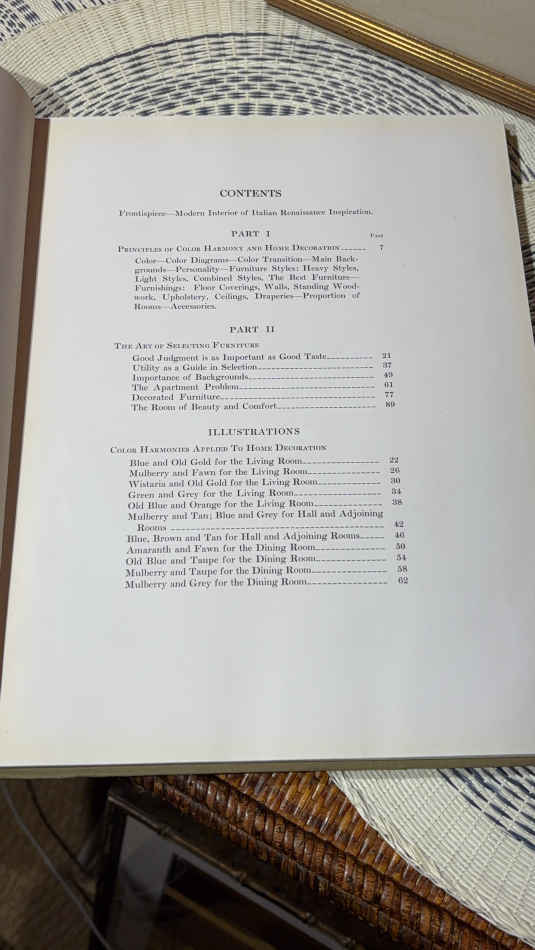 CONTENTS
Frontispiece—Modern Interior of Italian Renaissance Inspiration.
PART I
Page
Principles of Color Harmony and Home Decoration ------ 7
Color—Color Diagrams—Color Transition—Main Back-
grounds—Personality—Furniture Styles: Heavy Styles,
Light Styles, Combined Styles, The Best Furniture—
Furnishings: Floor Coverings, Walls, Standing Wood-
work, Upholstery, Ceilings, Draperies—Proportion of
Rooms—Accessories.
PART II
The Art of Selecting Furniture
Good Judgment is as Important as Good Taste---------- 21
Utility as a Guide in Selection------------------------ 37
Importance of Backgrounds-------------------------- 49
The Apartment Problem---------------------------- 61
Decorated Furniture-------------------------------- 77
The Room of Beauty and Comfort-------------------- 89
ILLUSTRATIONS
Color Harmonies Applied To Home Decoration
Blue and Old Gold for the Living Room---------------- 22
Mulberry and Fawn for the Living Room--------------- 26
Wistaria and Old Gold for the Living Room------------- 30
Green and Grey for the Living Room------------------ 34
Old Blue and Orange for the Living Room-------------- 38
Mulberry and Tan; Blue and Grey for Hall and Adjoining
Rooms ------------------------------------------- 42
Blue, Brown and Tan for Hall and Adjoining Rooms----- 46
Amaranth and Fawn for the Dining Room-------------- 50
Old Blue and Taupe for the Dining Room-------------- 54
Mulberry and Taupe for the Dining Room--------------- 58
Mulberry and Grey for the Dining Room---------------- 62